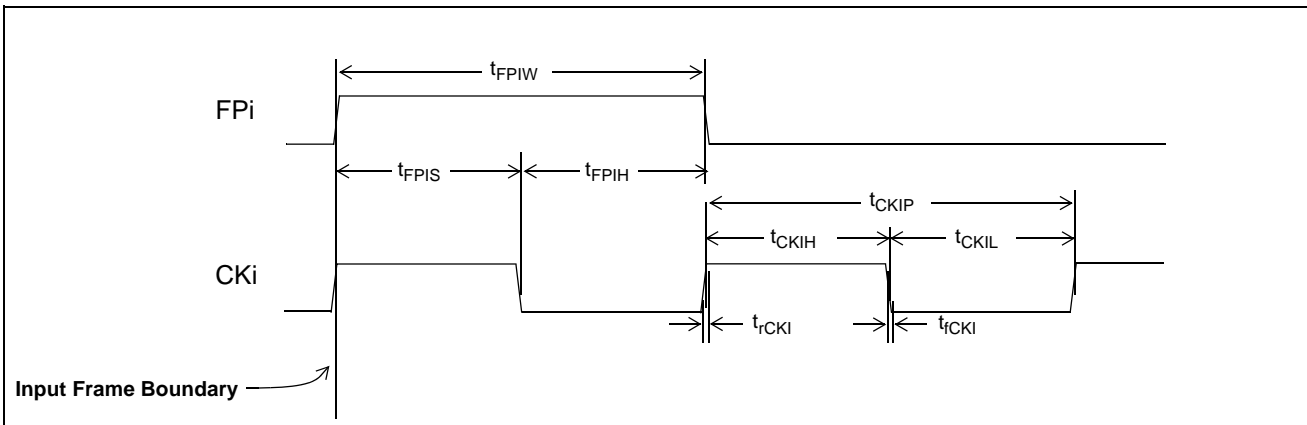 tFPIW
FPi
tFPIS
tFPIH
tCKIP
tCKIH
tCKIL
CKi
trCKI
tfCKI
Input Frame Boundary